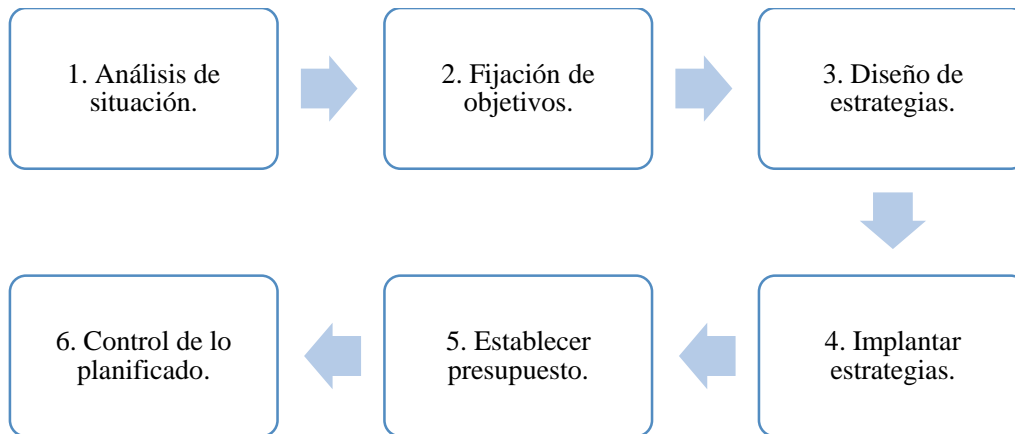 1. Análisis de
situación.
2. Fijación de
objetivos.
3. Diseño de
estrategias.
4. Implantar
estrategias.
5. Establecer
presupuesto.
6. Control de lo
planificado.